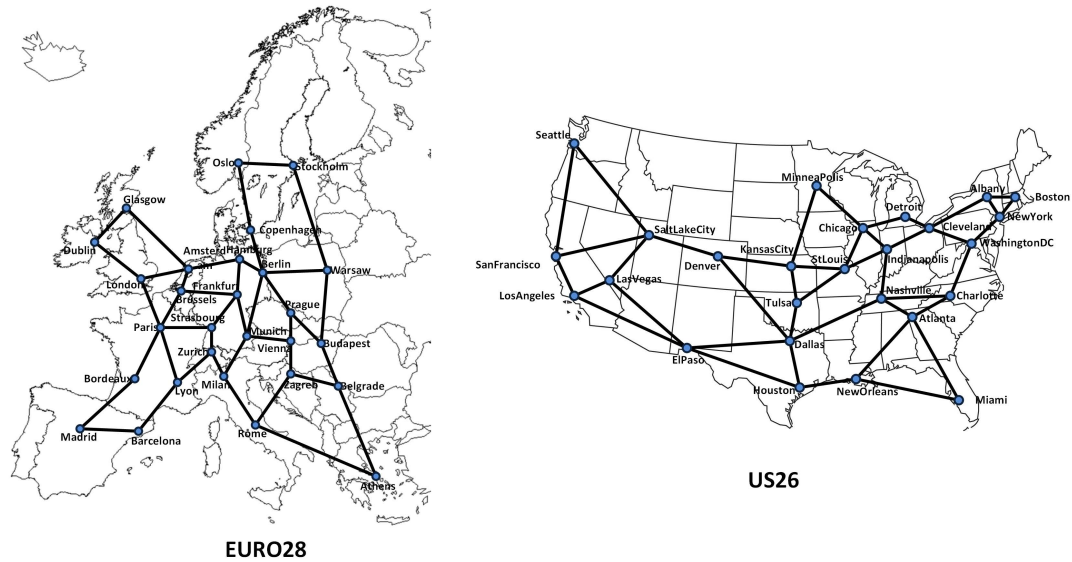 Oslo
Stockholm
Glasgow
Copenhagen
Dublin
Amsterd
am
Hamburg
Berlin
Warsaw
London
Brussels
Frankfurt
Prague
Paris
Strasbourg
Munich
Vienna
Budapest
Zurich
Bordeaux
Lyon
Milan
Zagreb
Belgrade
Madrid
Barcelona
Rome
Athens
EURO28
Seattle
MinneaPolis
Albany
Boston
Detroit
NewYork
SaltLakeCity
Chicago
Cleveland
WashingtonDC
KansasCity
SanFrancisco
Denver
StLouis
Indianapolis
LasVegas
LosAngeles
Tulsa
Nashville
Charlotte
Atlanta
Dallas
ElPaso
Houston
NewOrleans
Miami
US26